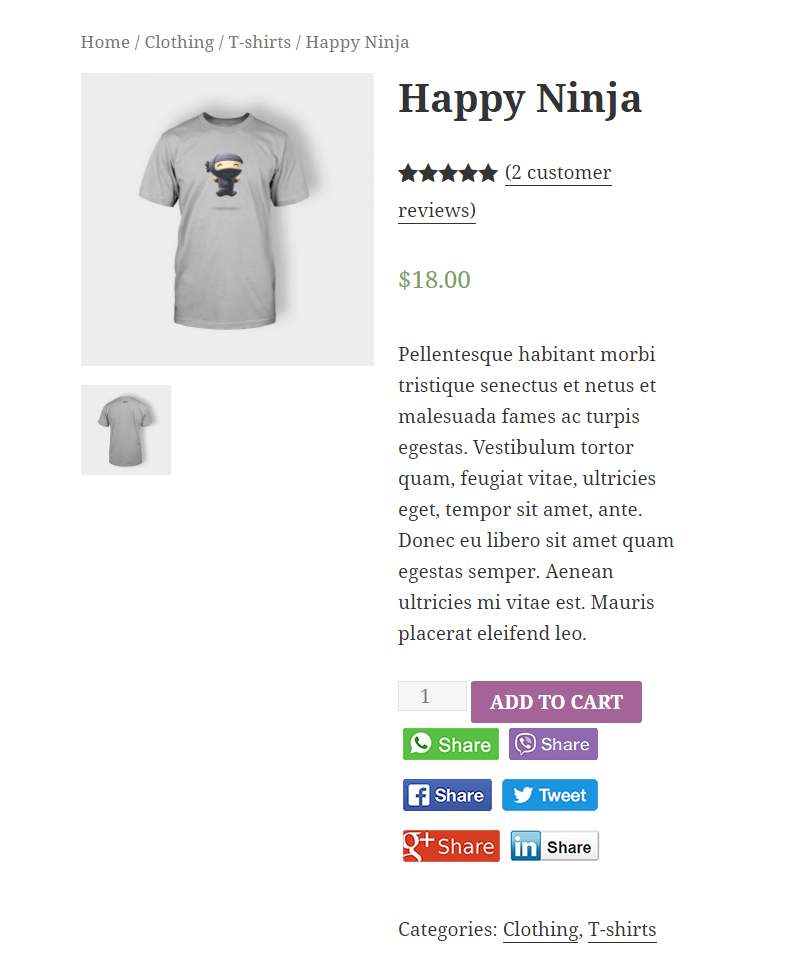 Home / Clothing / T-shirts / Happy Ninja
Happy Ninja
(2 customer
reviews)
$18.00
Pellentesque habitant morbi
tristique senectus et netus et
malesuada fames ac turpis
egestas. Vestibulum tortor
quam, feugiat vitae, ultricies
eget, tempor sit amet, ante.
Donec eu libero sit amet quam
egestas semper. Aenean
ultricies mi vitae est. Mauris
placerat eleifend leo.
1 ADD TO CART
Share Share
f Share Tweet
g+ Share in Share
Categories: Clothing, T-shirts